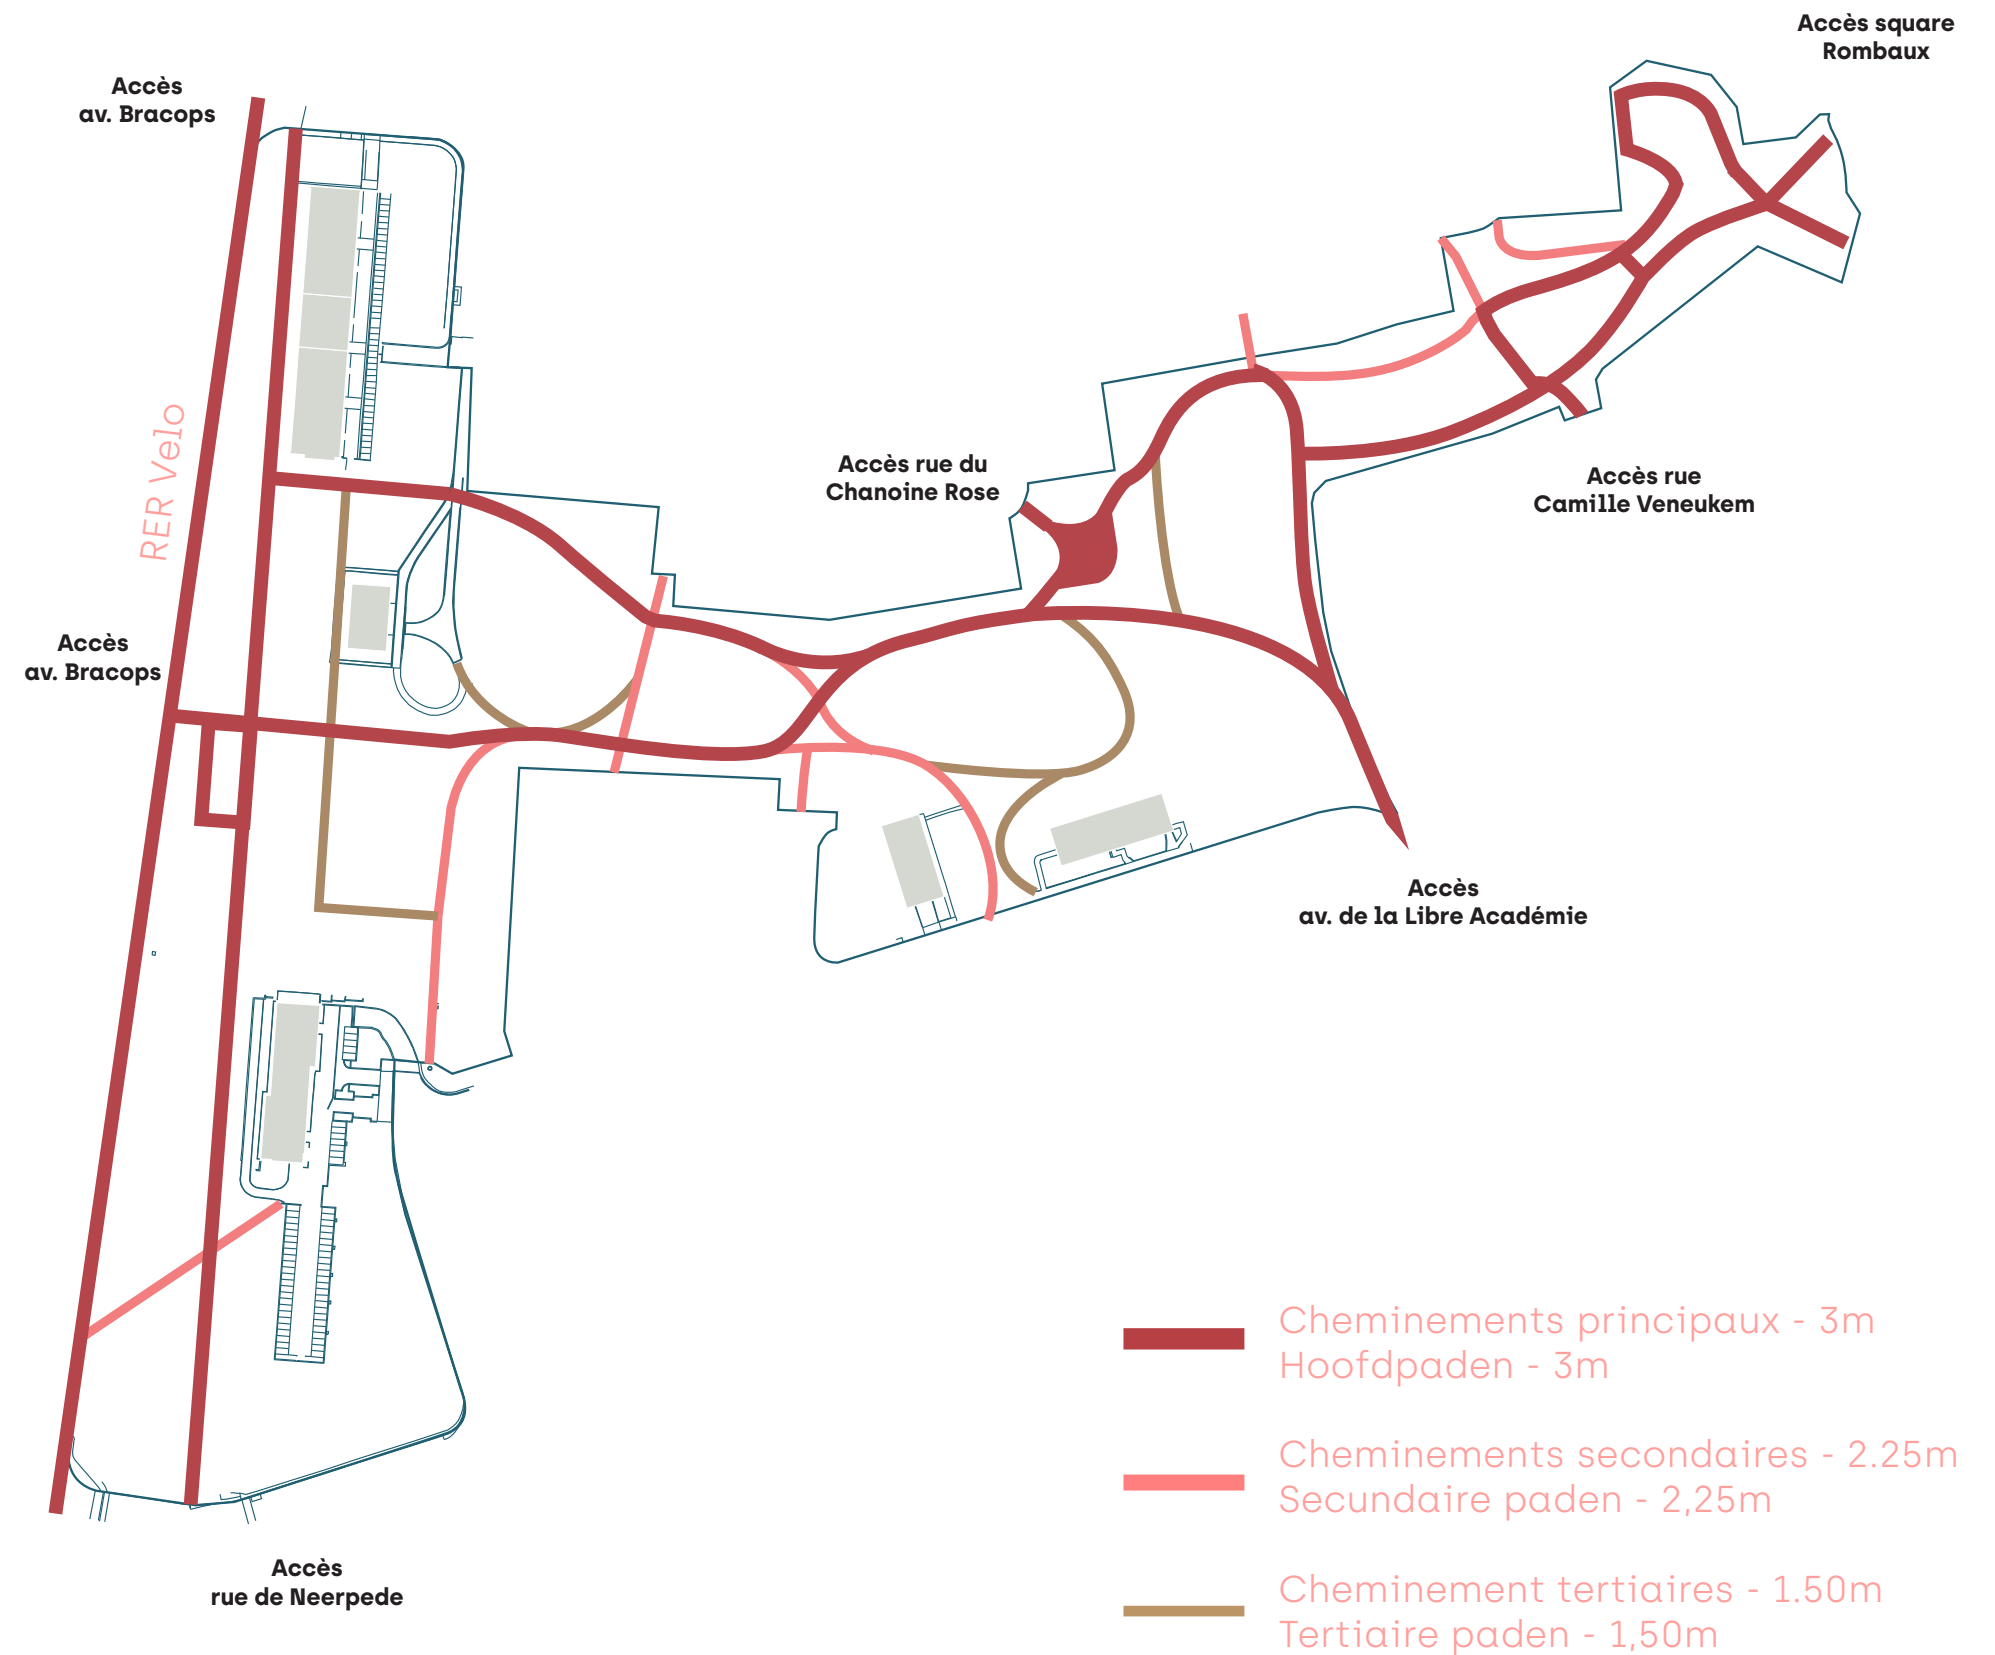 Accès square
Rombaux
Accès
av. Bracops
RER Velo
Accès rue du
Chanoine Rose
Accès rue
Camille Veneukem
Accès
av. Bracops
Accès
av. de la Libre Académie
Cheminements principaux - 3m
Hoofdpaden - 3m
Cheminements secondaires - 2.25m
Secundaire paden - 2,25m
Cheminement tertiaires - 1.50m
Tertiaire paden - 1,50m
Accès
rue de Neerpede